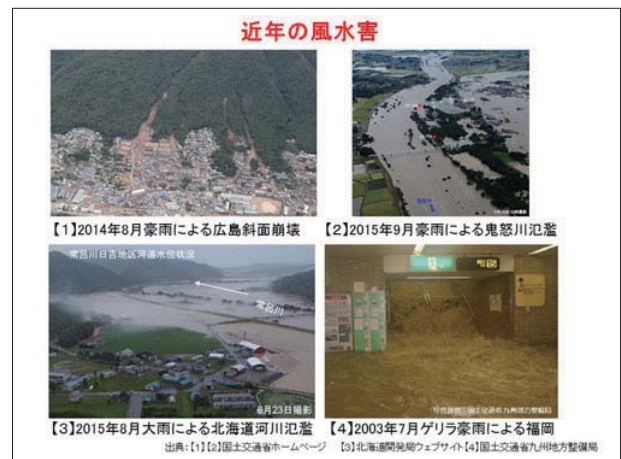 近年の風水害
【1】2014年8月豪雨による広島斜面崩壊
【2】2015年9月豪雨による鬼怒川氾濫
常呂川日吉地区河道水位状況
常呂川
8月23日撮影
【3】2015年8月大雨による北海道河川氾濫
【4】2003年7月ゲリラ豪雨による福岡
出典:【1】【2】国土交通省ホームページ 【3】北海道開発局ウェブサイト【4】国土交通省九州地方整備局